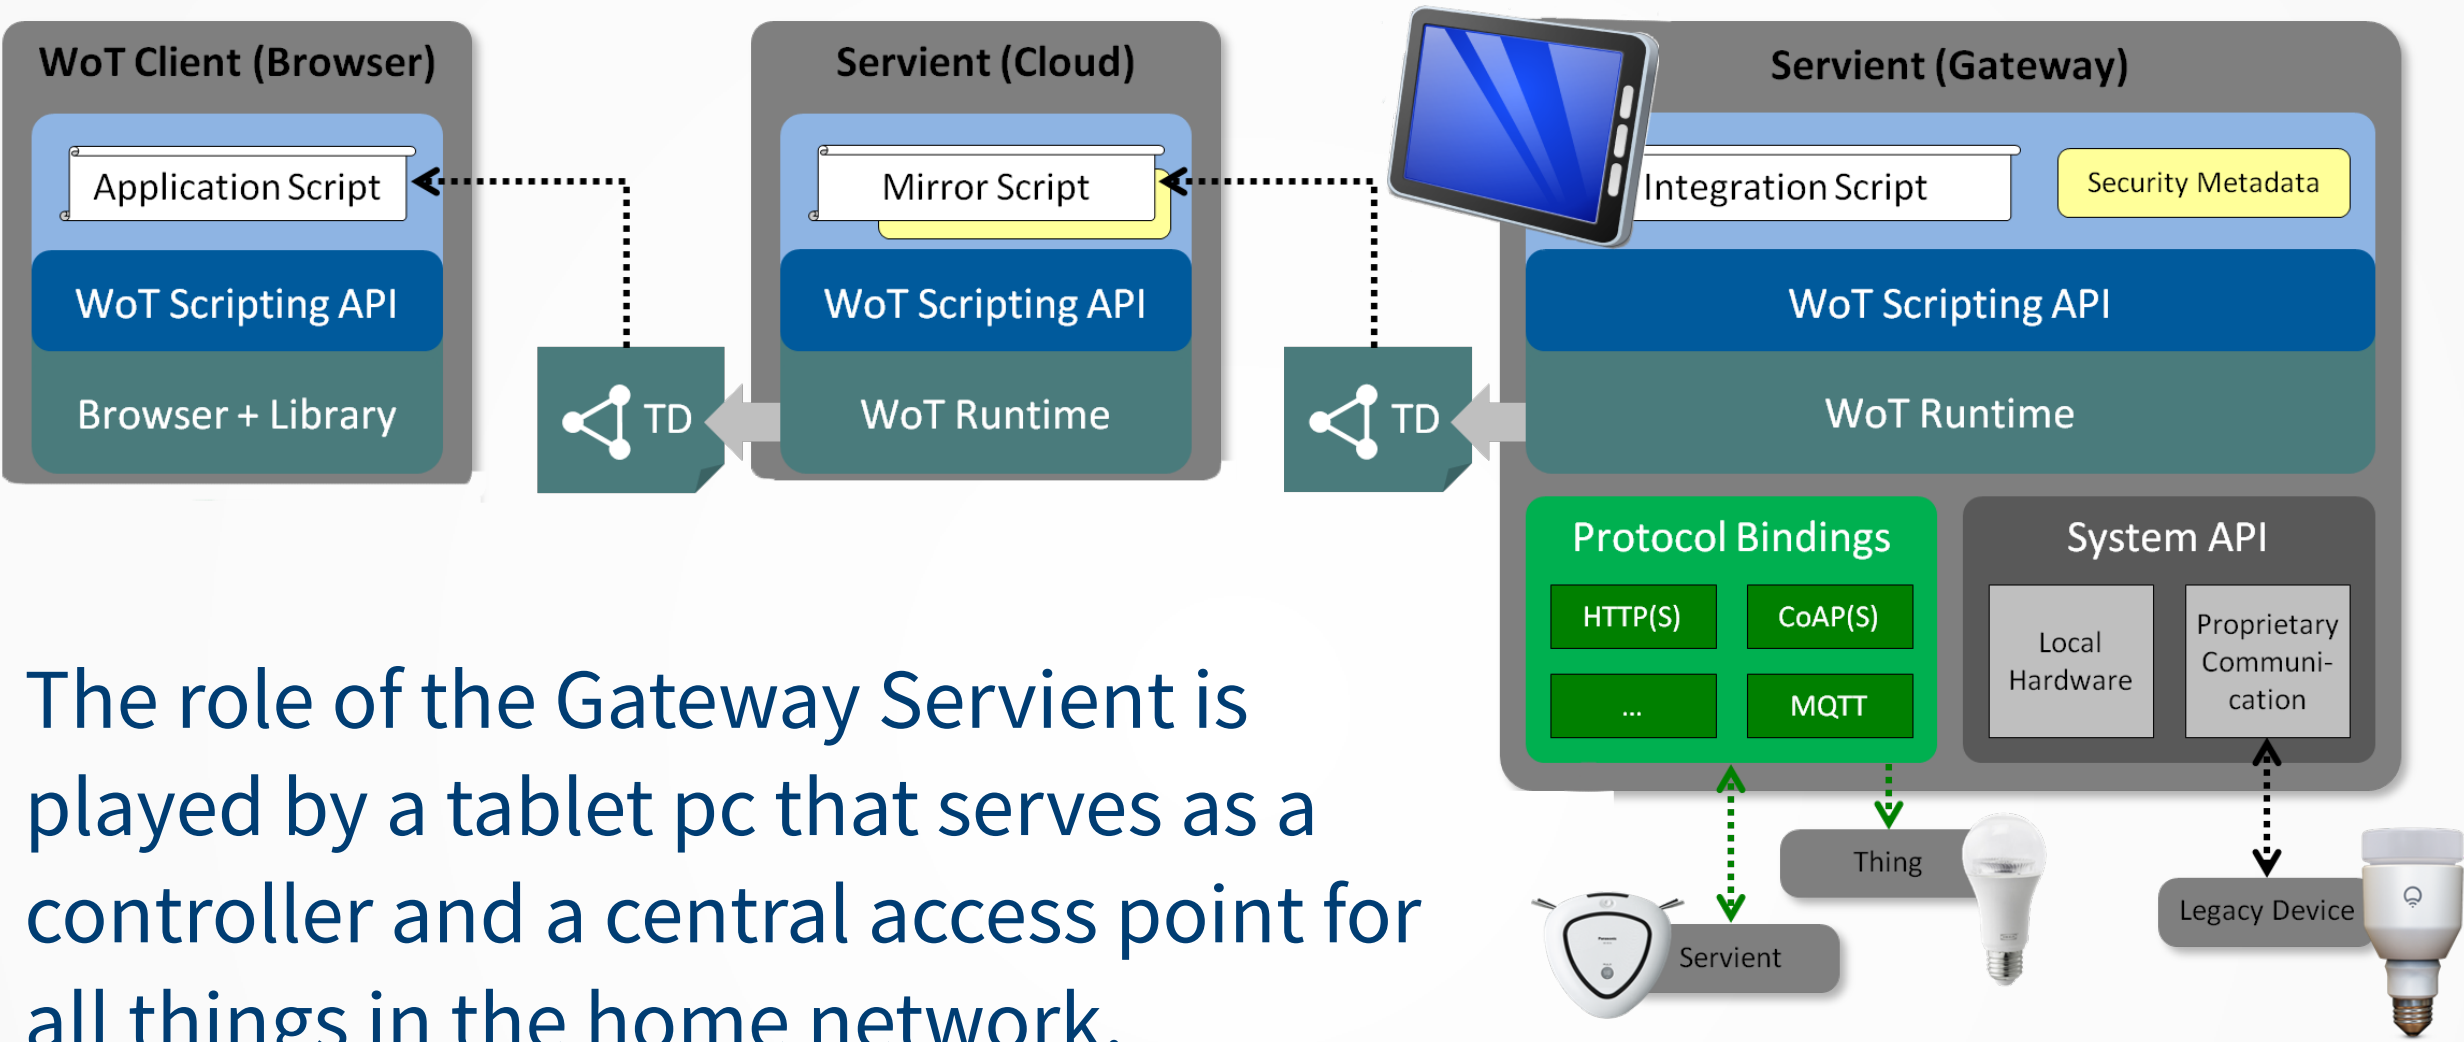 WoT Client (Browser)
Application Script
WoT Scripting API
Browser + Library
TD
Servient (Cloud)
Mirror Script
WoT Scripting API
WoT Runtime
TD
Servient (Gateway)
Integration Script
Security Metadata
WoT Scripting API
WoT Runtime
Protocol Bindings
HTTP(S)
CoAP(S)
...
MQTT
System API
Local
Hardware
Proprietary
Communi-
cation
Thing
Servient
Legacy Device
The role of the Gateway Servient is
played by a tablet pc that serves as a
controller and a central access point for
all things in the home network.